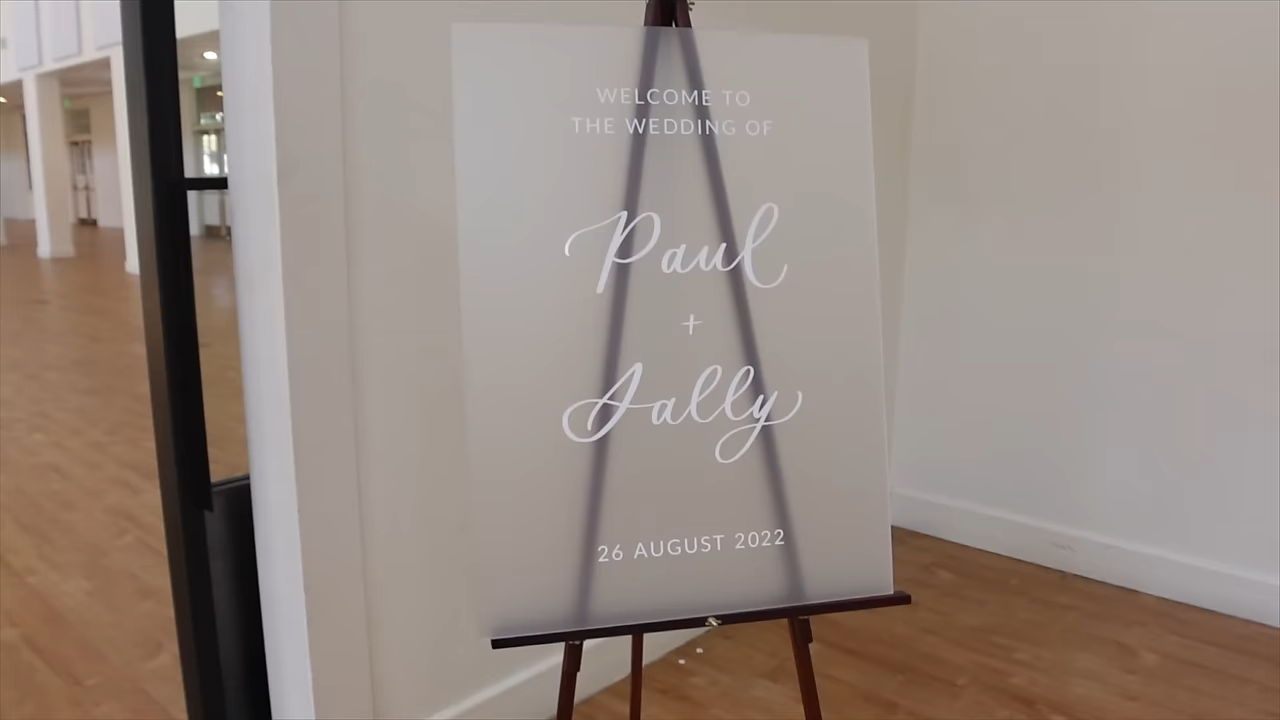 WELCOME TO
THE WEDDING OF
Paul
+
Sally
26 AUGUST 2022